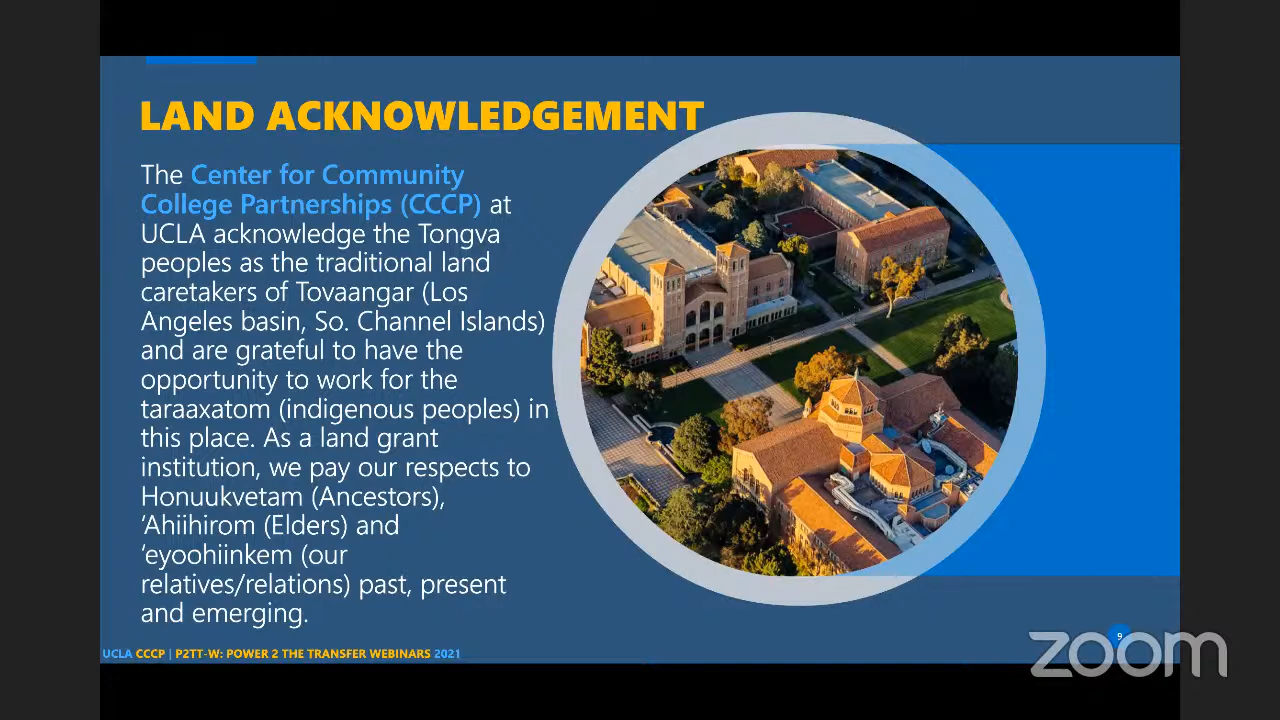 LAND ACKNOWLEDGEMENT
The Center for Community
College Partnerships (CCCP) at
UCLA acknowledge the Tongva
peoples as the traditional land
caretakers of Tovaangar (Los
Angeles basin, So. Channel Islands)
and are grateful to have the
opportunity to work for the
taraaxatom (indigenous peoples) in
this place. As a land grant
institution, we pay our respects to
Honuukvetam (Ancestors),
‘Ahiihirom (Elders) and
‘eyoohiinkem (our
relatives/relations) past, present
and emerging.
UCLA CCCP | P2TT-W: POWER 2 THE TRANSFER WEBINARS 2021
9
zoom